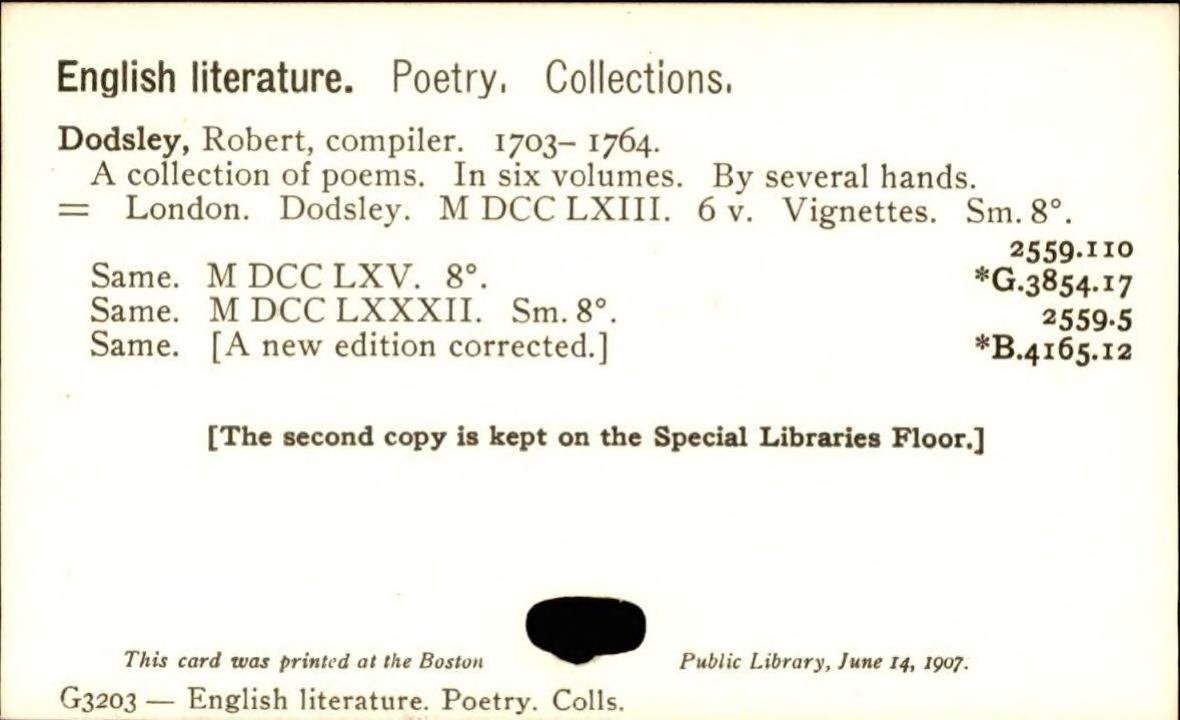 English literature. Poetry. Collections.
Dodsley, Robert, compiler. 1703– 1764.
A collection of poems. In six volumes. By several hands.
= London. Dodsley. M DCC LXIII. 6 v. Vignettes. Sm. 8°.
2559.110
Same. M DCC LXV. 8°. *G.3854.17
Same. M DCC LXXXII. Sm. 8°. 2559.5
Same. [A new edition corrected.] *B.4165.12
[The second copy is kept on the Special Libraries Floor.]
This card was printed at the Boston Public Library, June 14, 1907.
G3203 — English literature. Poetry. Colls.